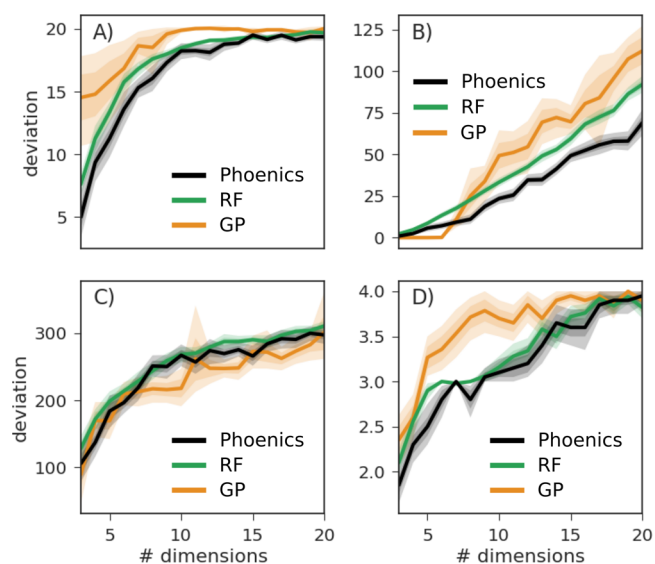 A)
20
15
10
5
deviation
Phoenics
RF
GP
B)
125
100
75
50
25
0
Phoenics
RF
GP
C)
300
200
100
deviation
Phoenics
RF
GP
5
10
15
20
# dimensions
D)
4.0
3.5
3.0
2.5
2.0
Phoenics
RF
GP
5
10
15
20
# dimensions